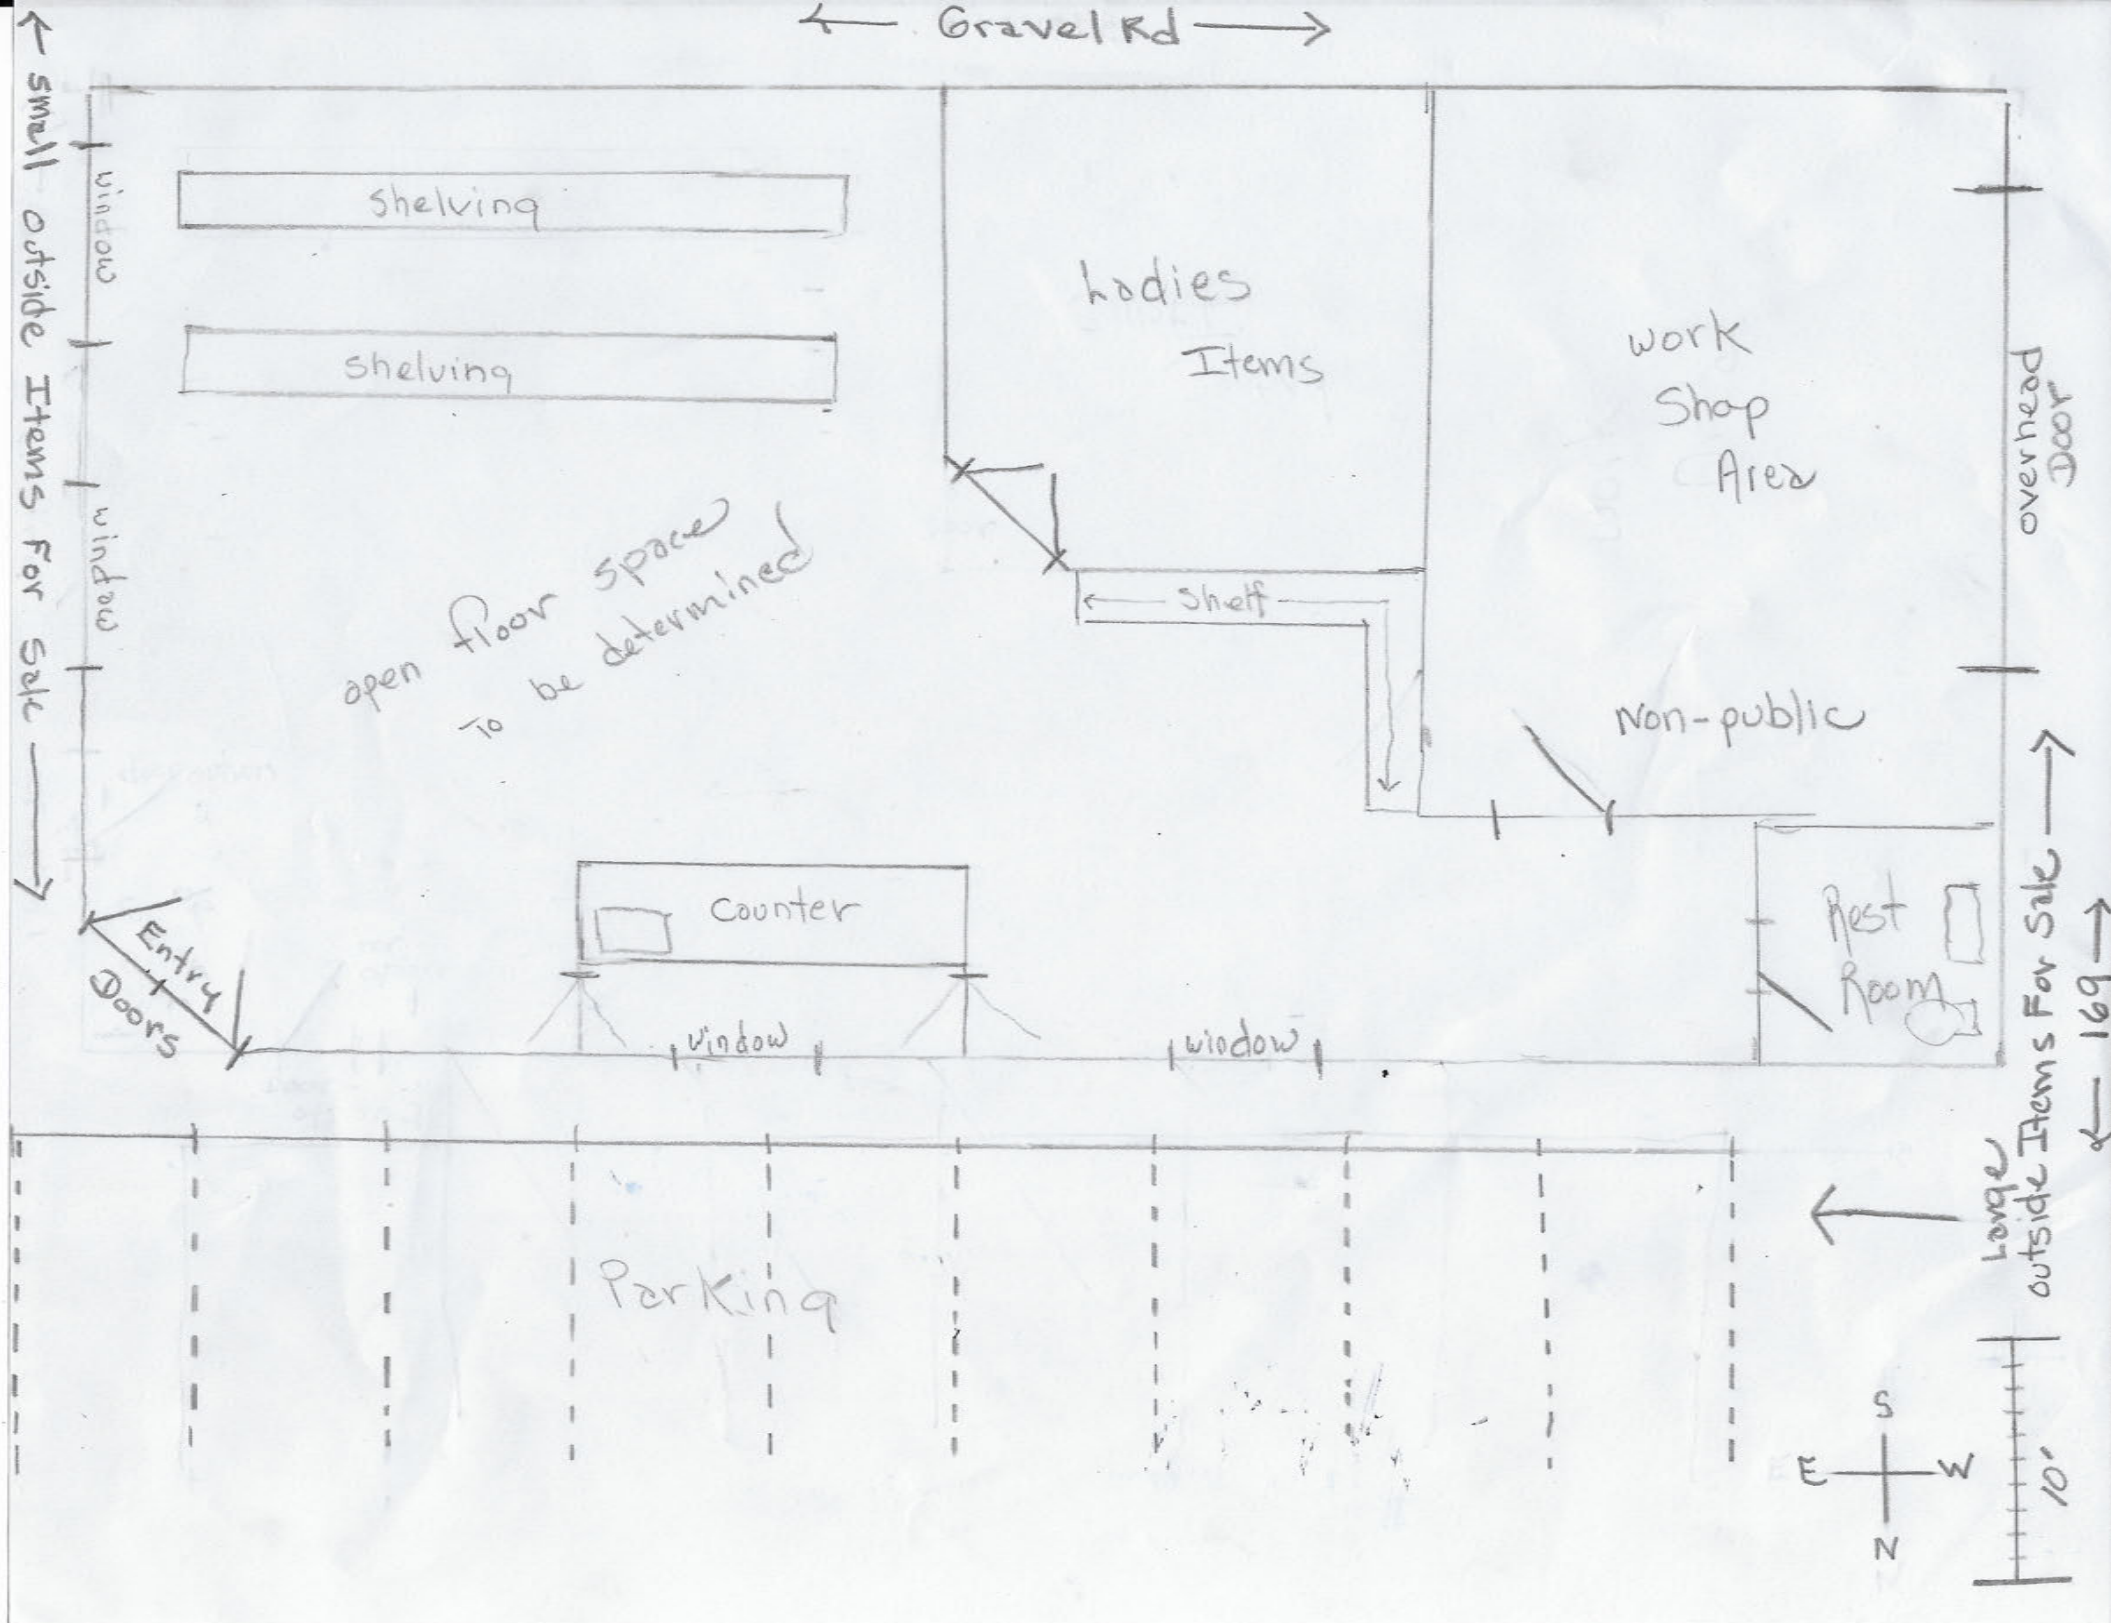 Gravel Rd
small outside Items For Sale
window
shelving
shelving
Ladies
Items
work
Shop
Area
overhead
Door
window
open floor space
To be determined
shelf
Non-public
Entry
Doors
counter
Rest
Room
window
window
Large
outside Items For Sale
169
Parking
S
E W
N
10'